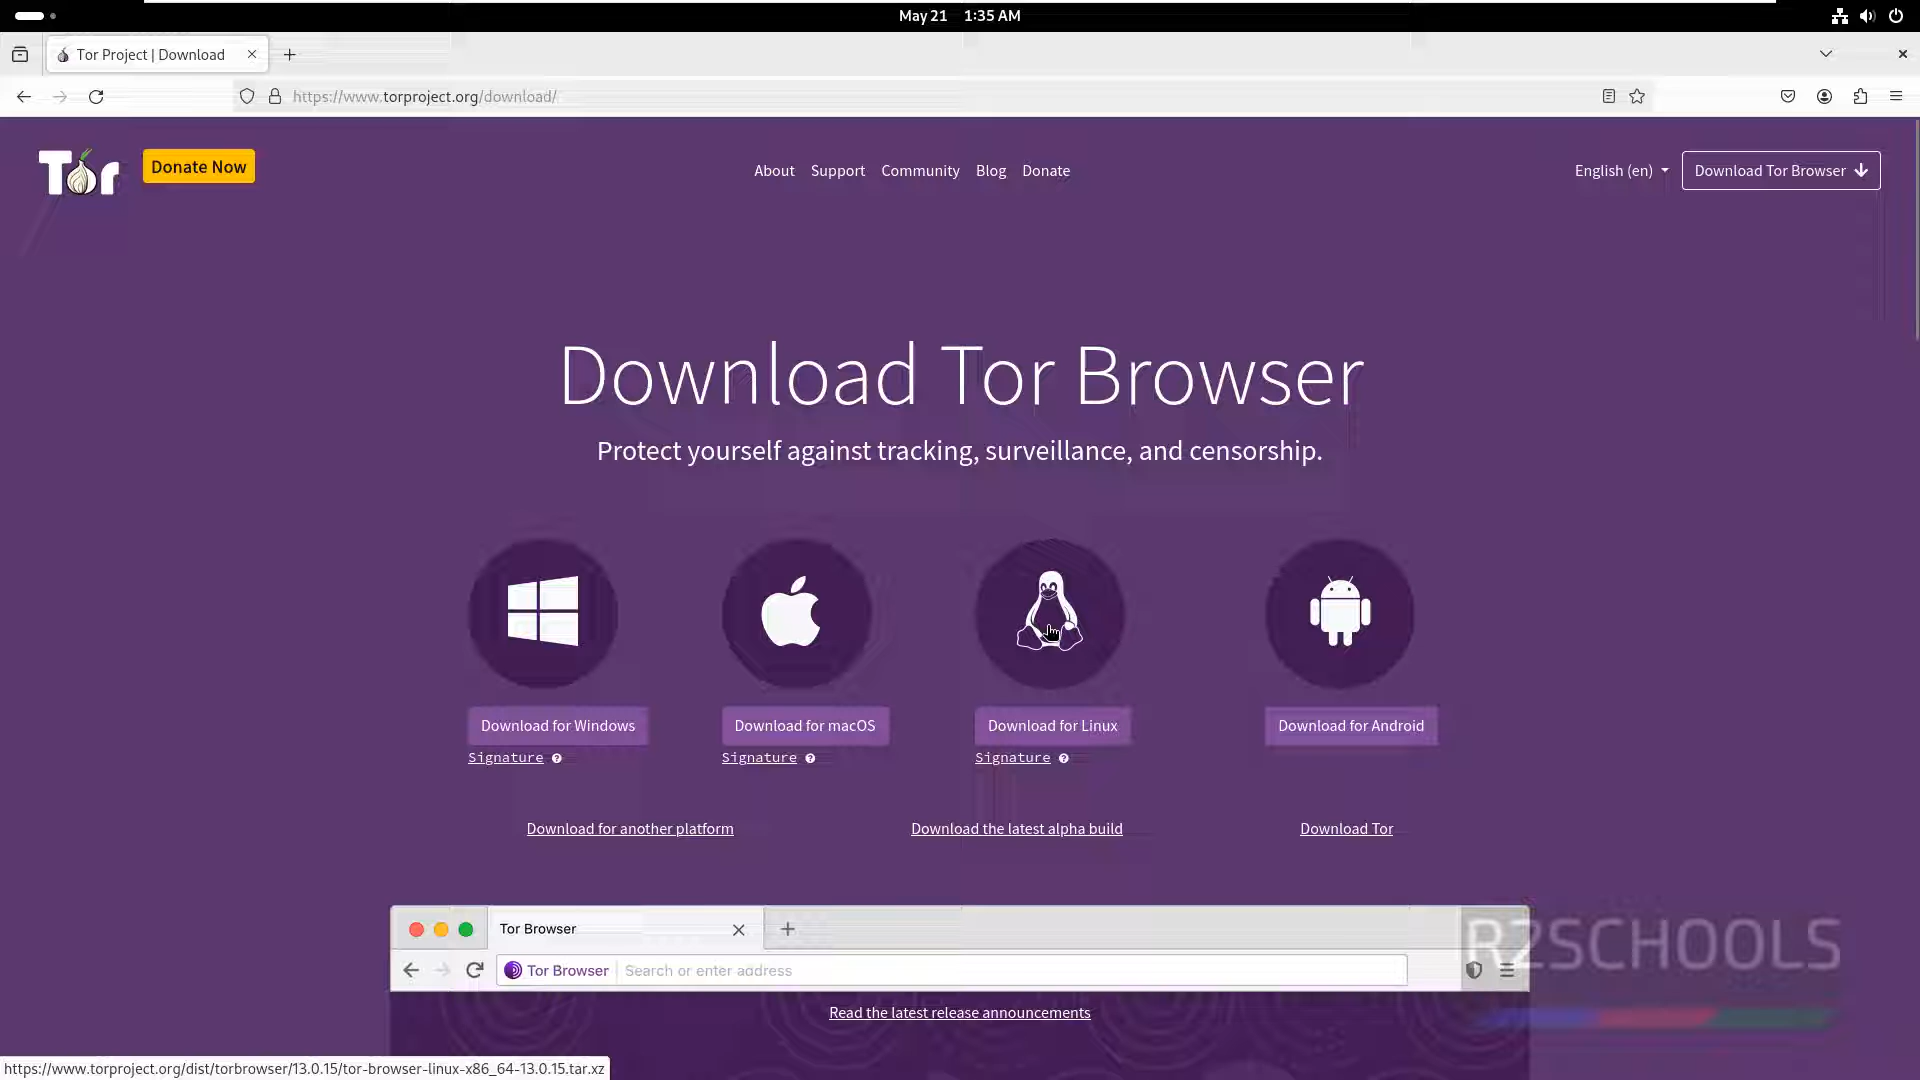 May 21 1:35 AM
Tor Project | Download
https://www.torproject.org/download/
Tor
Donate Now
About Support Community Blog Donate
English (en)
Download Tor Browser
Download Tor Browser
Protect yourself against tracking, surveillance, and censorship.
Download for Windows
Download for macOS
Download for Linux
Download for Android
Signature
Signature
Signature
Download for another platform
Download the latest alpha build
Download Tor
Tor Browser
Tor Browser Search or enter address
R2SCHOOLS
Read the latest release announcements
https://www.torproject.org/dist/torbrowser/13.0.15/tor-browser-linux-x86_64-13.0.15.tar.xz